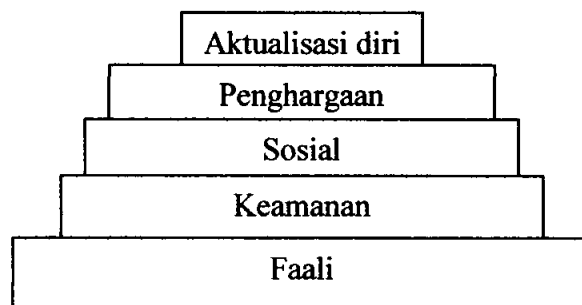 Aktualisasi diri
Penghargaan
Sosial
Keamanan
Faali